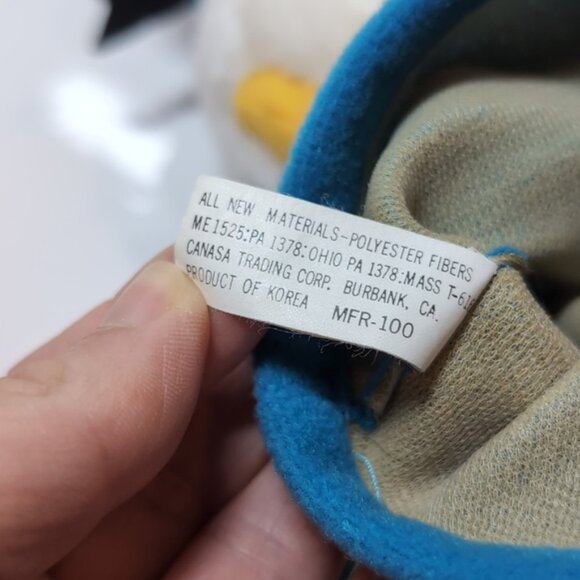 ALL NEW MATERIALS-POLYESTER FIBERS
ME 1525:PA 1378:OHIO PA 1378:MASS
CANASA TRADING CORP. BURBANK, CA.
PRODUCT OF KOREA MFR-100